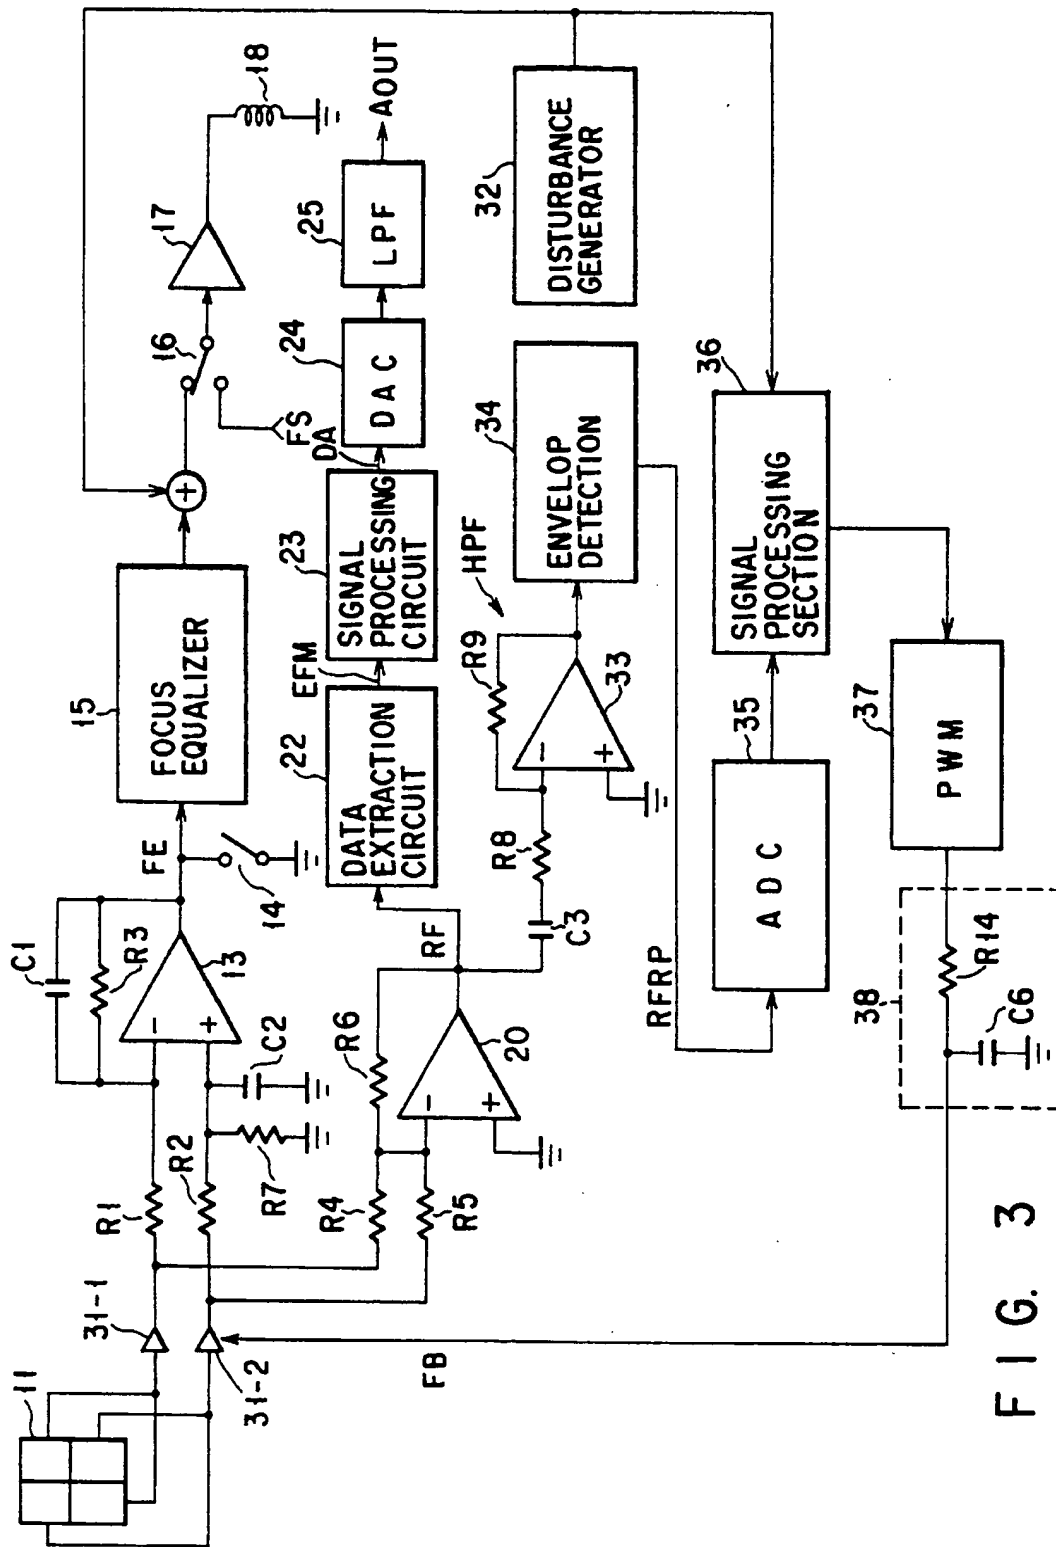 11
31-1
31-2
FB
R1
R2
R7
C2
C1
R3
13
FE
14
15
FOCUS
EQUALIZER
16
FS
17
18
R4
R5
R6
20
RF
22
DATA
EXTRACTION
CIRCUIT
EFM
23
SIGNAL
PROCESSING
CIRCUIT
DA
24
DAC
25
LPF
AOUT
C3
R8
R9
33
HPF
34
ENVELOP
DETECTION
32
DISTURBANCE
GENERATOR
RFRP
35
ADC
36
SIGNAL
PROCESSING
SECTION
37
PWM
38
R14
C6
FIG. 3